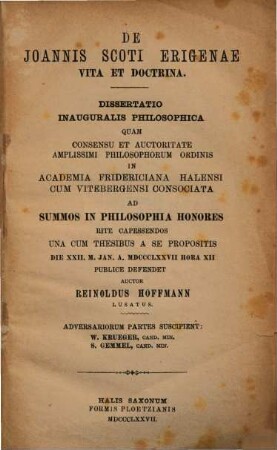 DE
JOANNIS SCOTI ERIGENAE
VITA ET DOCTRINA.
DISSERTATIO
INAUGURALIS PHILOSOPHICA
QUAM
CONSENSU ET AUCTORITATE
AMPLISSIMI PHILOSOPHORUM ORDINIS
IN
ACADEMIA FRIDERICIANA HALENSI
CUM VITEBERGENSI CONSOCIATA
AD
SUMMOS IN PHILOSOPHIA HONORES
RITE CAPESSENDOS
UNA CUM THESIBUS A SE PROPOSITIS
DIE XXII. M. JAN. A. MDCCCLXXVII HORA XII
PUBLICE DEFENDET
AUCTOR
REINOLDUS HOFFMANN
LUBATUS.
ADVERSARIORUM PARTES SUSCIPIENT:
W. KRUEGER, CAND. MIN.
S. GEMMEL, CAND. MIN.
HALIS SAXONUM
FORMIS PLOETZIANIS
MDCCCLXXVII.